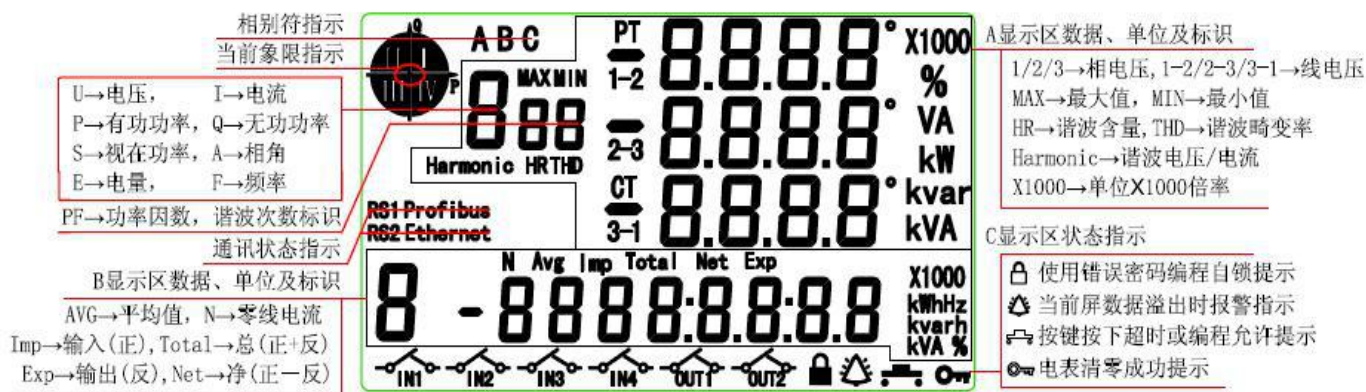 相别符指示
当前象限指示
U→电压， I→电流
P→有功功率，Q→无功功率
S→视在功率，A→相角
E→电量， F→频率
PF→功率因数，谐波次数标识
通讯状态指示
B显示区数据、单位及标识
AVG→平均值，N→零线电流
Imp→输入(正),Total→总(正+反)
Exp→输出(反),Net→净(正一反)
Q
P
A B C
MAX MIN
8 8 8
Harmonic HR THD
RS1 Profibus
RS2 Ethernet
PT
1-2
2-3
CT
3-1
8.8.8.8°
8.8.8.8°
8.8.8.8°
X1000
%
VA
kW
kvar
kVA
N Avg Imp Total Net Exp
8 -8 8 8 8:8.8:8.8
X1000
kWhHz
kvarh
kVA %
IN1 IN2 IN3 IN4 OUT1 OUT2
A显示区数据、单位及标识
1/2/3→相电压,1-2/2-3/3-1→线电压
MAX→最大值，MIN→最小值
HR→谐波含量,THD→谐波畸变率
Harmonic→谐波电压/电流
X1000→单位X1000倍率
C显示区状态指示
使用错误密码编程自锁提示
当前屏数据溢出时报警指示
按键按下超时或编程允许提示
电表清零成功提示